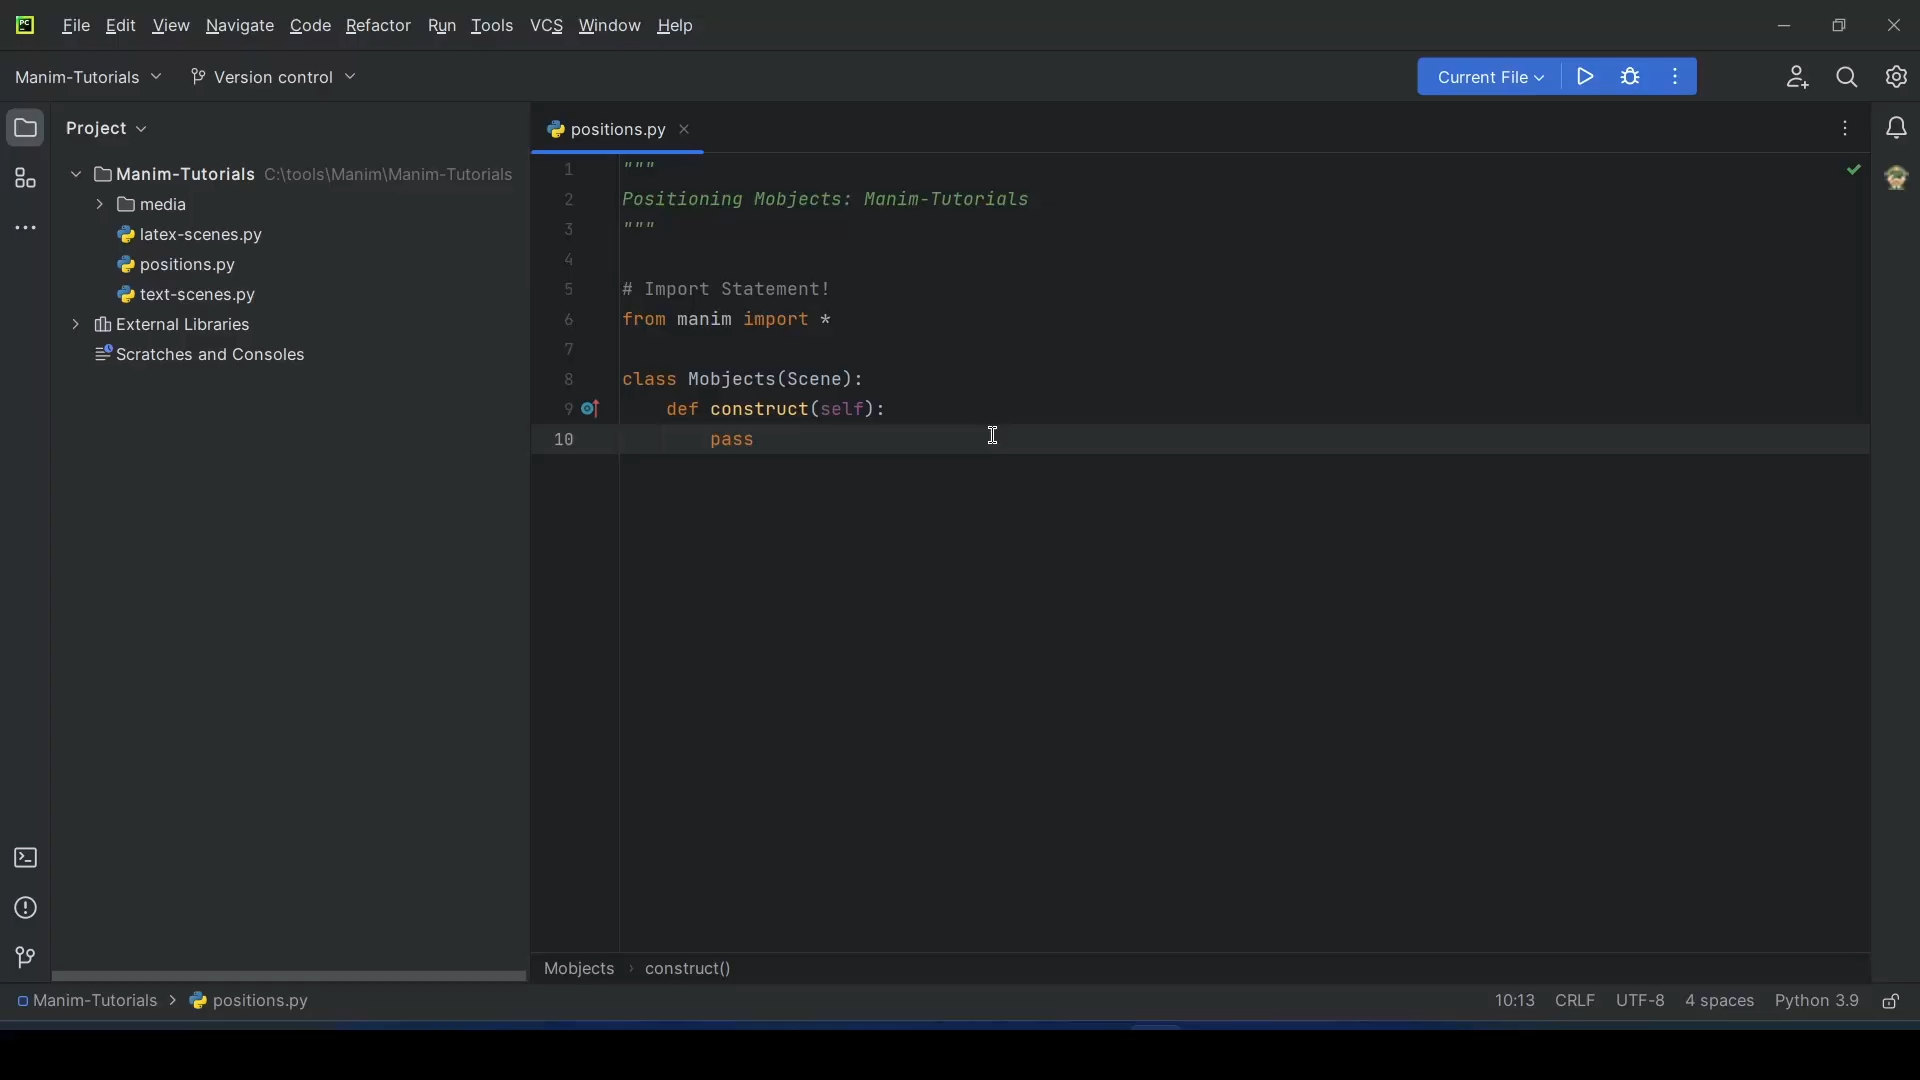 PC
File Edit View Navigate Code Refactor Run Tools VCS Window Help
Manim-Tutorials Version control Current File
Project
positions.py
Manim-Tutorials C:\tools\Manim\Manim-Tutorials
media
latex-scenes.py
positions.py
text-scenes.py
External Libraries
Scratches and Consoles
1 """
2 Positioning Mobjects: Manim-Tutorials
3 """
4
5 # Import Statement!
6 from manim import *
7
8 class Mobjects(Scene):
9 def construct(self):
10 pass
Mobjects › construct()
Manim-Tutorials > positions.py 10:13 CRLF UTF-8 4 spaces Python 3.9